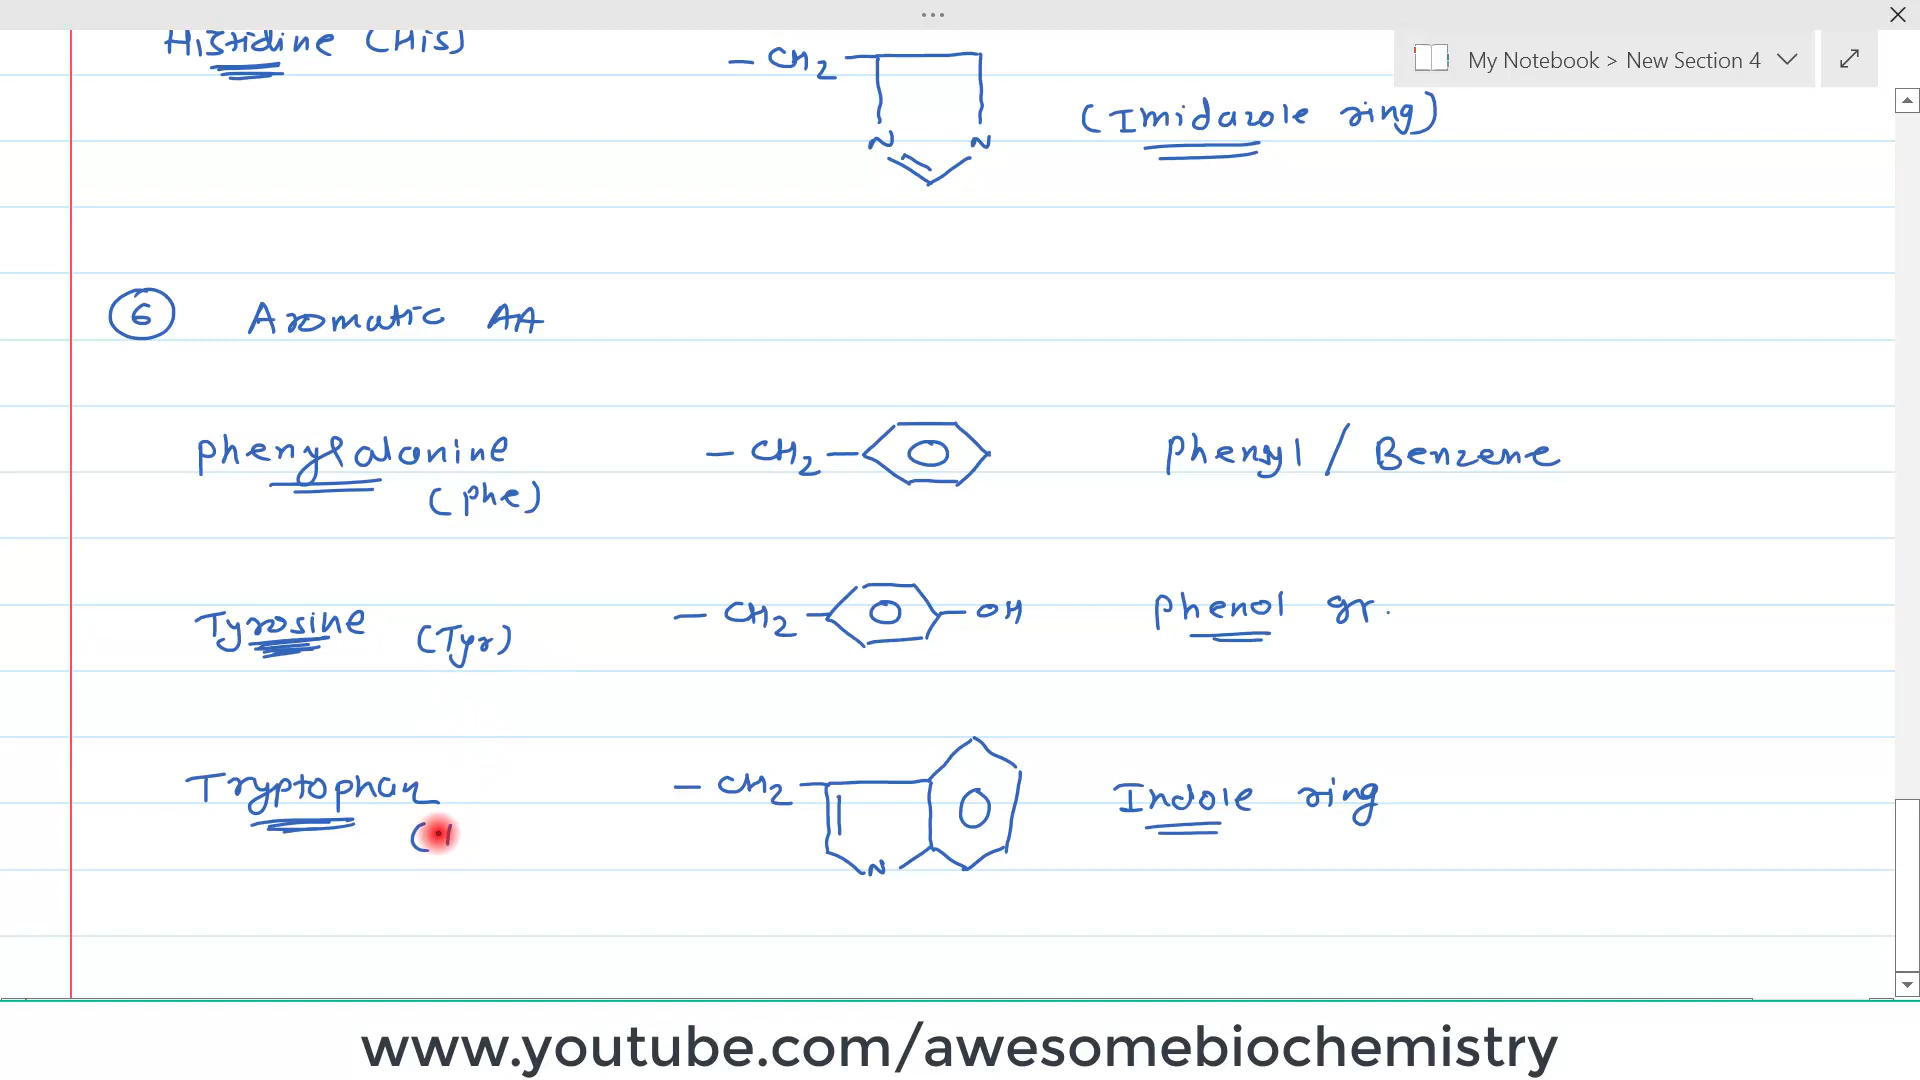 Histidine (His)
- CH2
My Notebook > New Section 4
(Imidazole ring)
N N
6 Aromatic AA
Phenylalanine - CH2 - Phenyl / Benzene
(Phe)
Tyrosine (Tyr) - CH2 - OH Phenol gr.
Tryptophan - CH2 Indole ring
(
N
www.youtube.com/awesomebiochemistry